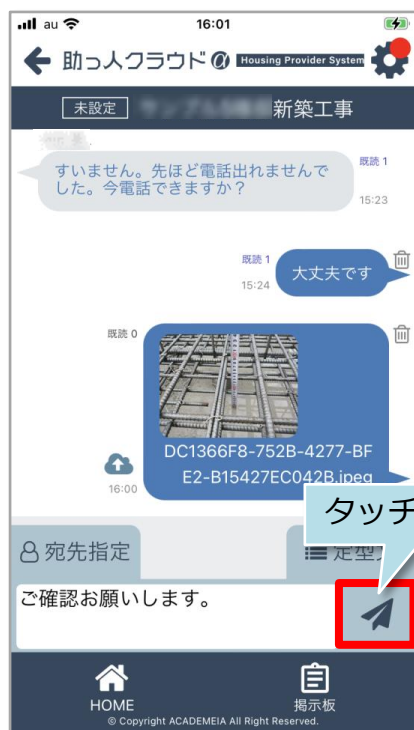 au
16:01
助っ人クラウドα Housing Provider System
未設定
新築工事
すいません。先ほど電話出れませんで
した。今電話できますか？
既読 1
15:23
既読 1
15:24
大丈夫です
既読 0
DC1366F8-752B-4277-BF
E2-B15427EC042B.jpeg
16:00
タッチ
宛先指定
定型
ご確認お願いします。
HOME
掲示板
© Copyright ACADEMEIA All Right Reserved.